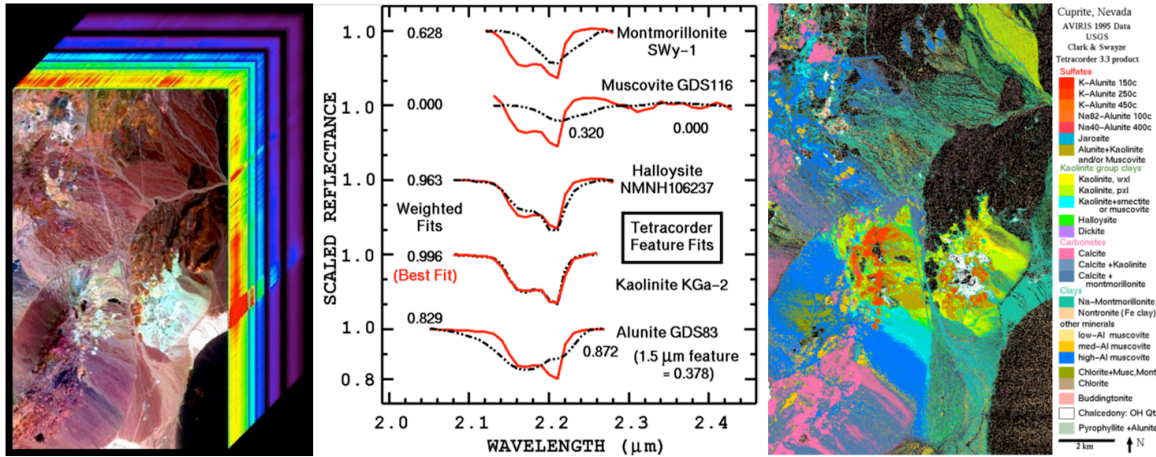 SCALED REFLECTANCE
1.0
1.0
1.0
1.0
1.0
0.8
0.628
Montmorillonite
SWy-1
Muscovite GDS116
0.000
0.320
0.000
0.963
Halloysite
NMNH106237
Weighted
Fits
Tetracorder
Feature Fits
0.996
(Best Fit)
Kaolinite KGa-2
0.829
Alunite GDS83
0.872
(1.5 μm feature
= 0.378)
2.0 2.1 2.2 2.3 2.4
WAVELENGTH (μm)
Cuprite, Nevada
AVIRIS 1995 Data
USGS
Clark & Swayze
Tetracorder 3.3 product
Sulfates
K-Alunite 150c
K-Alunite 250c
K-Alunite 450c
Na82-Alunite 100c
Na40-Alunite 400c
Jarosite
Alunite+Kaolinite
and/or Muscovite
Kaolinite group clays
Kaolinite, wxl
Kaolinite, pxl
Kaolinite+smectite
or muscovite
Halloysite
Dickite
Carbonates
Calcite
Calcite +Kaolinite
Calcite +
montmorillonite
Clays
Na-Montmorillonite
Nontronite (Fe clay)
other minerals
low-Al muscovite
med-Al muscovite
high-Al muscovite
Chlorite+Musc,Mont
Chlorite
Buddingtonite
Chalcedony: OH Qt
Pyrophyllite +Alunite
2 km
N